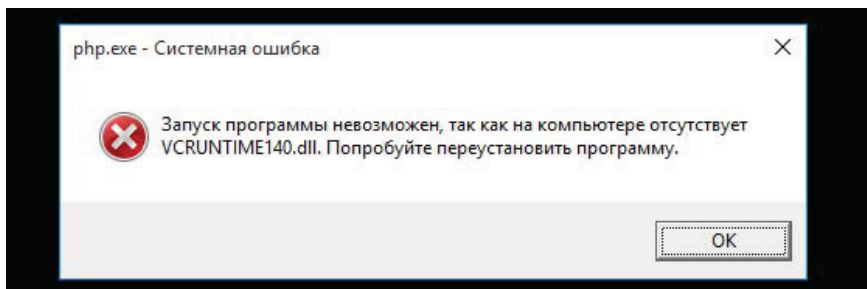 php.exe - Системная ошибка
Запуск программы невозможен, так как на компьютере отсутствует
VCRUNTIME140.dll. Попробуйте переустановить программу.
OK